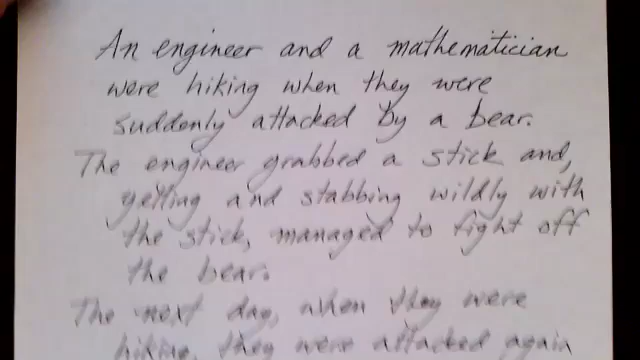 An engineer and a mathematician
were hiking when they were
suddenly attacked by a bear.
The engineer grabbed a stick and,
yelling and stabbing wildly with
the stick, managed to fight off
the bear.
The next day, when they were
hiking, they were attacked again